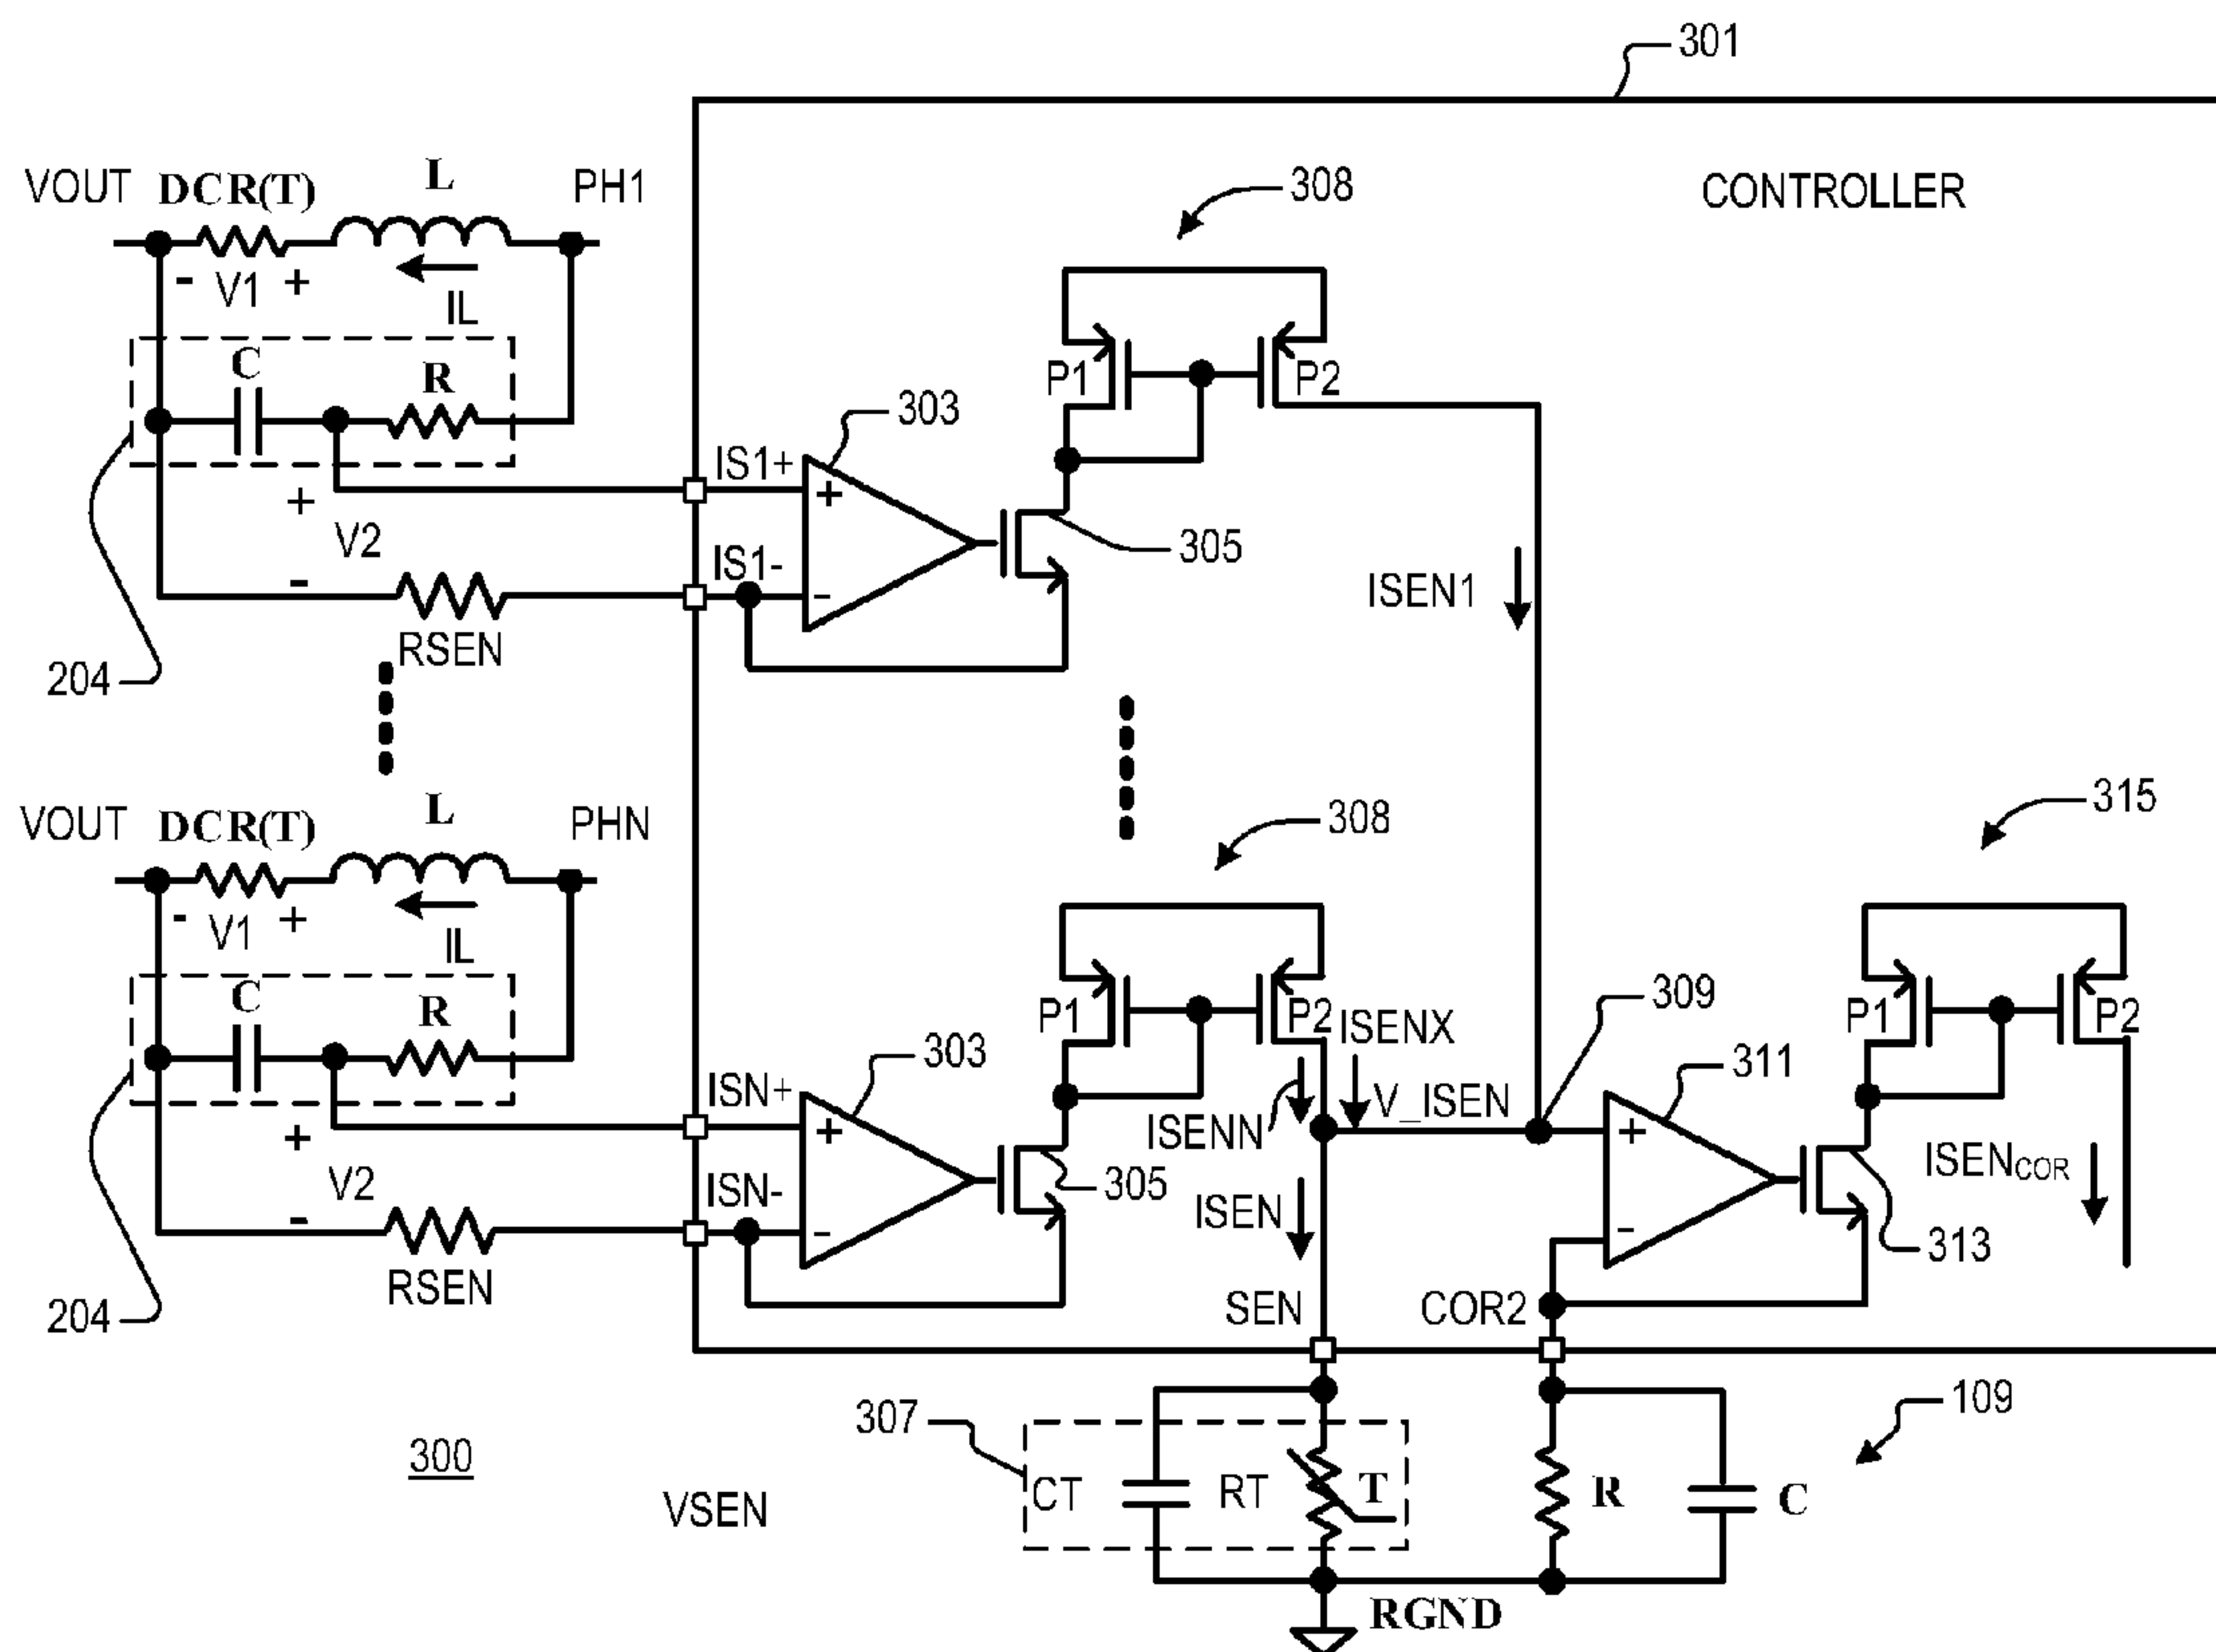 301
CONTROLLER
VOUT DCR(T) L PH1
- V1 +
IL
C
R
204
+
V2
-
RSEN
IS1+
IS1-
303
+
-
305
308
P1
P2
ISEN1
VOUT DCR(T) L PHN
- V1 +
IL
C
R
204
+
V2
-
RSEN
ISN+
ISN-
303
+
-
305
308
P1
P2
ISENX
ISENN
V_ISEN
ISEN
309
311
+
-
313
315
P1
P2
ISENCOR
SEN
COR2
307
CT
RT
T
R
C
109
300
VSEN
RGND